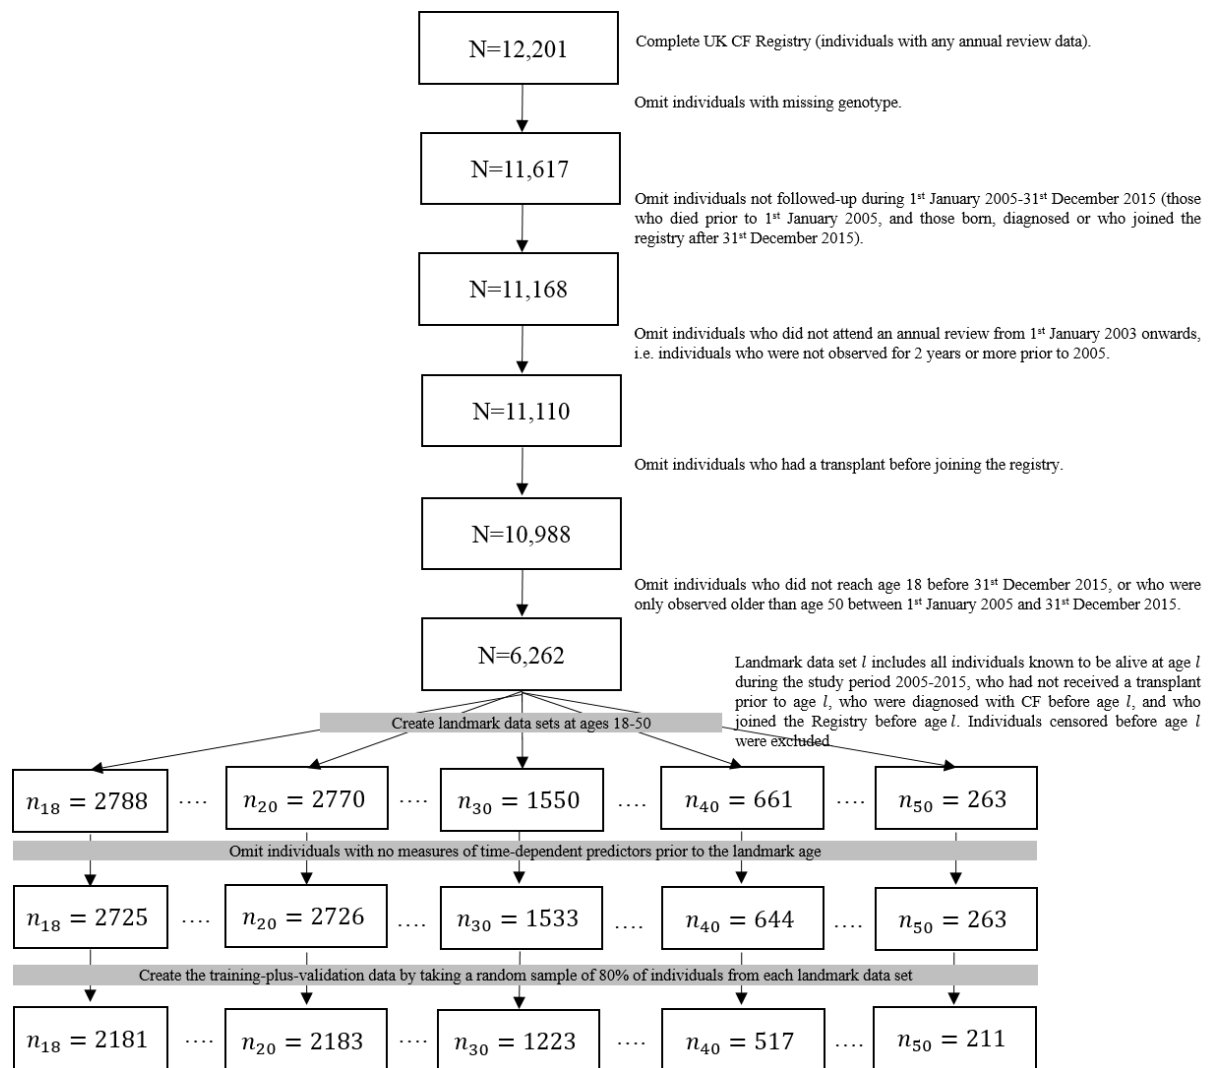 N=12,201
Complete UK CF Registry (individuals with any annual review data).
Omit individuals with missing genotype.
N=11,617
Omit individuals not followed-up during 1st January 2005-31st December 2015 (those
who died prior to 1st January 2005, and those born, diagnosed or who joined the
registry after 31st December 2015).
N=11,168
Omit individuals who did not attend an annual review from 1st January 2003 onwards,
i.e. individuals who were not observed for 2 years or more prior to 2005.
N=11,110
Omit individuals who had a transplant before joining the registry.
N=10,988
Omit individuals who did not reach age 18 before 31st December 2015, or who were
only observed older than age 50 between 1st January 2005 and 31st December 2015.
N=6,262
Landmark data set l includes all individuals known to be alive at age l
during the study period 2005-2015, who had not received a transplant
prior to age l, who were diagnosed with CF before age l, and who
joined the Registry before age l. Individuals censored before age l
were excluded
Create landmark data sets at ages 18-50
n18 = 2788 .... n20 = 2770 .... n30 = 1550 .... n40 = 661 .... n50 = 263
Omit individuals with no measures of time-dependent predictors prior to the landmark age
n18 = 2725 .... n20 = 2726 .... n30 = 1533 .... n40 = 644 .... n50 = 263
Create the training-plus-validation data by taking a random sample of 80% of individuals from each landmark data set
n18 = 2181 .... n20 = 2183 .... n30 = 1223 .... n40 = 517 .... n50 = 211